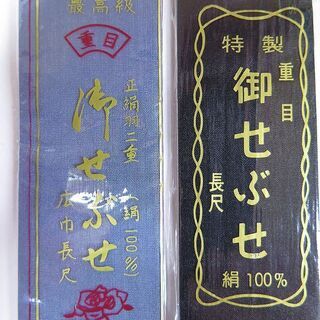 最高級
重目
正絹羽二重(絹100%)
御せぶせ
広巾長尺
特製
重目
御せぶせ
長尺
絹100%